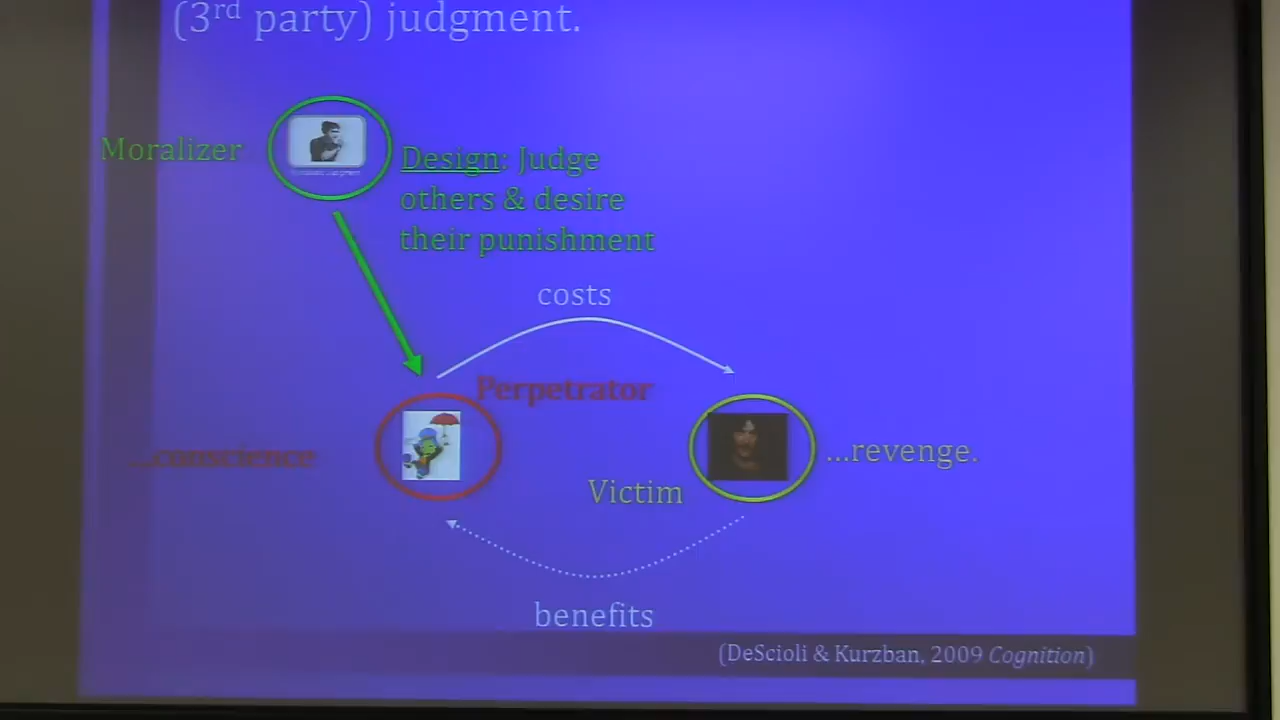 (3rd party) judgment.
Moralizer
Design: Judge
others & desire
their punishment
costs
Perpetrator
...conscience
...revenge.
Victim
benefits
(DeScioli & Kurzban, 2009 Cognition)